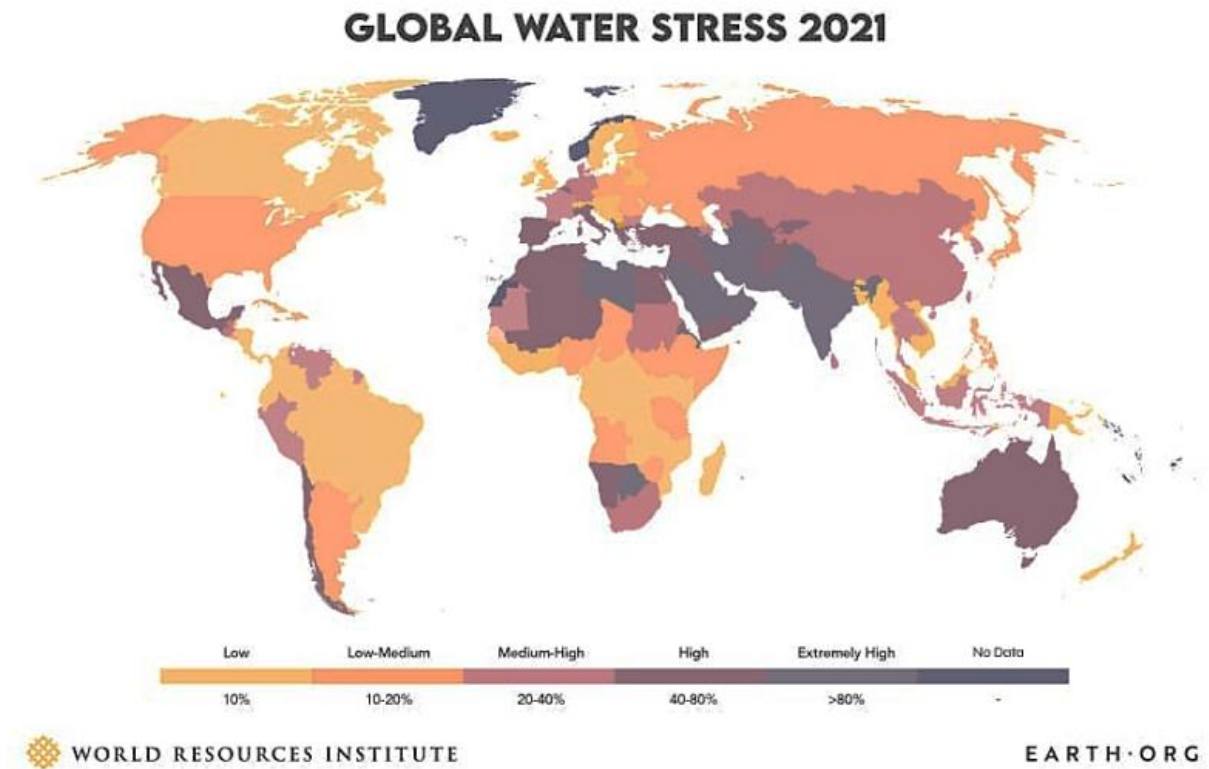 GLOBAL WATER STRESS 2021
Low Low-Medium Medium-High High Extremely High No Data
10% 10-20% 20-40% 40-80% >80% -
WORLD RESOURCES INSTITUTE
EARTH·ORG